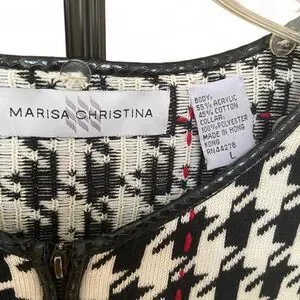 MARISA CHRISTINA
BODY:
55% ACRYLIC
45% COTTON
COLLAR:
100% POLYESTER
MADE IN HONG
KONG
RN44278
L